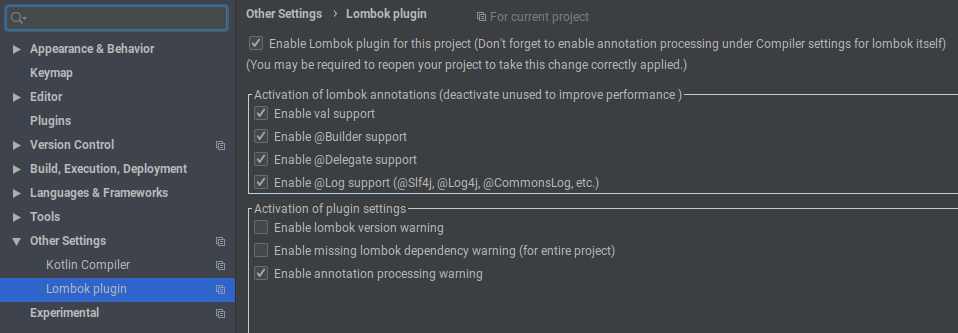 Appearance & Behavior
Keymap
Editor
Plugins
Version Control
Build, Execution, Deployment
Languages & Frameworks
Tools
Other Settings
Kotlin Compiler
Lombok plugin
Experimental
Other Settings › Lombok plugin For current project
Enable Lombok plugin for this project (Don't forget to enable annotation processing under Compiler settings for lombok itself)
(You may be required to reopen your project to take this change correctly applied.)
Activation of lombok annotations (deactivate unused to improve performance )
Enable val support
Enable @Builder support
Enable @Delegate support
Enable @Log support (@Slf4j, @Log4j, @CommonsLog, etc.)
Activation of plugin settings
Enable lombok version warning
Enable missing lombok dependency warning (for entire project)
Enable annotation processing warning